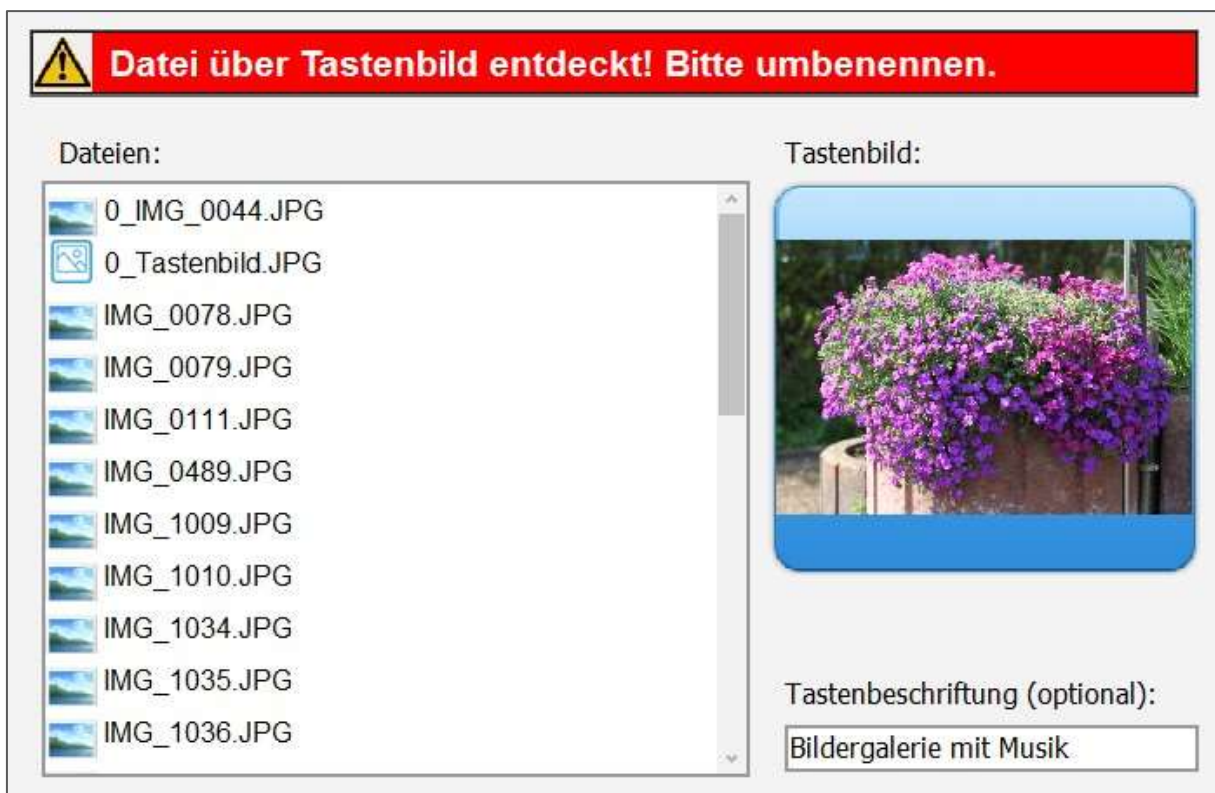 Datei über Tastenbild entdeckt! Bitte umbenennen.
Dateien:
0_IMG_0044.JPG
0_Tastenbild.JPG
IMG_0078.JPG
IMG_0079.JPG
IMG_0111.JPG
IMG_0489.JPG
IMG_1009.JPG
IMG_1010.JPG
IMG_1034.JPG
IMG_1035.JPG
IMG_1036.JPG
Tastenbild:
Tastenbeschriftung (optional):
Bildergalerie mit Musik